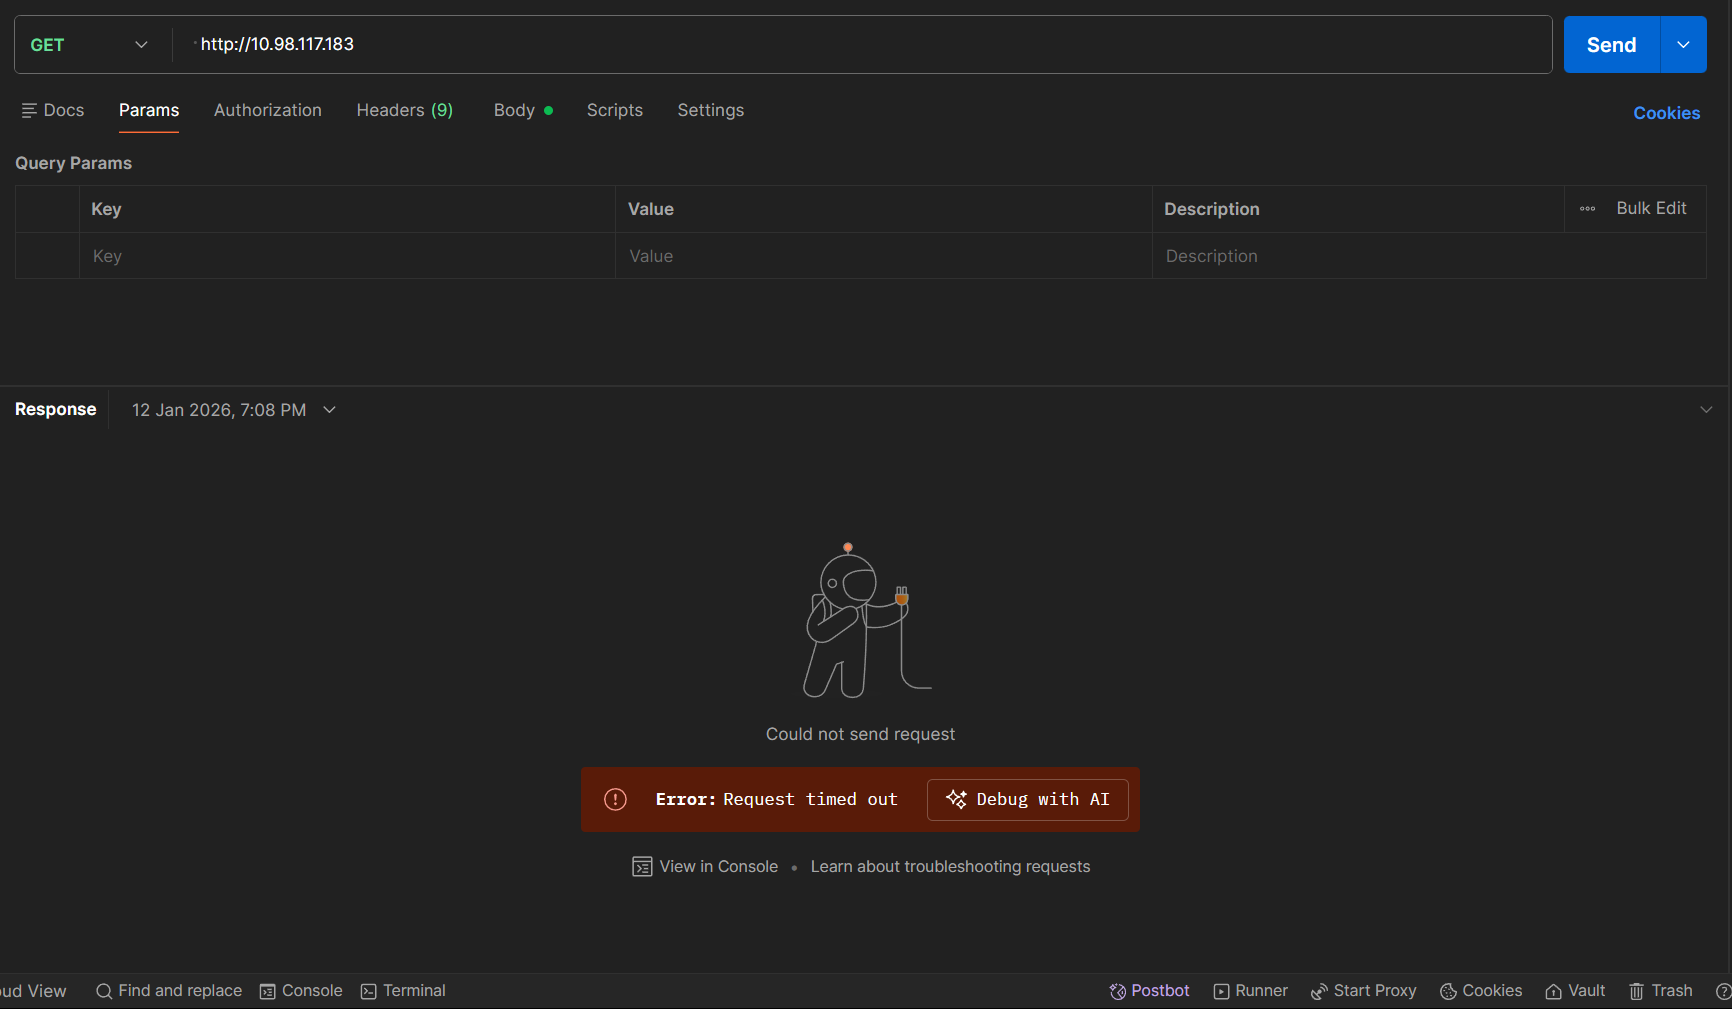 GET http://10.98.117.183 Send
Docs Params Authorization Headers (9) Body Scripts Settings Cookies
Query Params
Key Value Description Bulk Edit
Key Value Description
Response 12 Jan 2026, 7:08 PM
Could not send request
Error: Request timed out Debug with AI
View in Console • Learn about troubleshooting requests
oud View Find and replace Console Terminal Postbot Runner Start Proxy Cookies Vault Trash